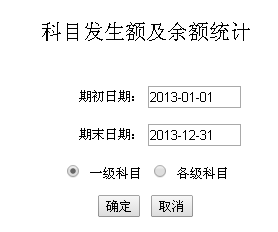 科目发生额及余额统计
期初日期： 2013-01-01
期末日期： 2013-12-31
一级科目 各级科目
确定 取消